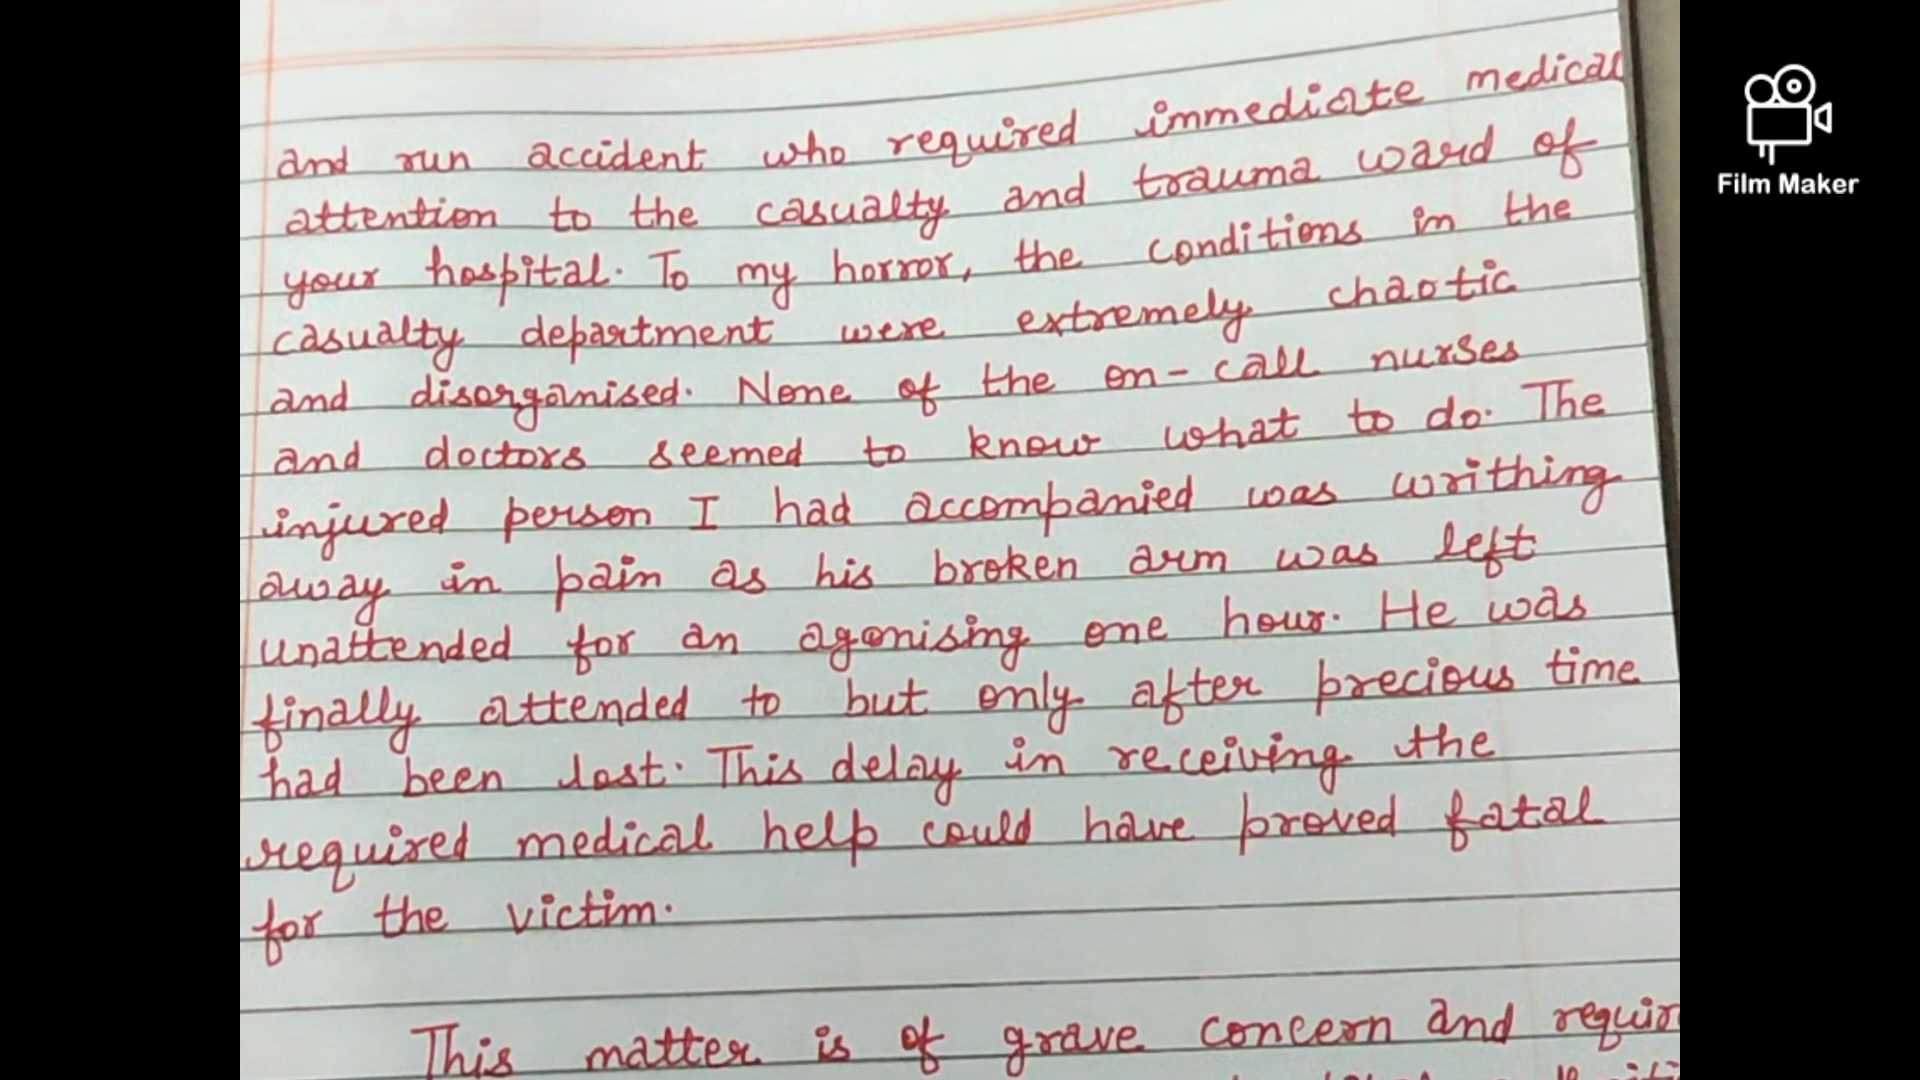 and run accident who required immediate medical
attention to the casualty and trauma ward of
your hospital. To my horror, the conditions in the
casualty department were extremely chaotic
and disorganised. None of the on-call nurses
and doctors seemed to know what to do. The
injured person I had accompanied was writhing
away in pain as his broken arm was left
unattended for an agonising one hour. He was
finally attended to but only after precious time
had been lost. This delay in receiving the
required medical help could have proved fatal
for the victim.
This matter is of grave concern and requir
Film Maker